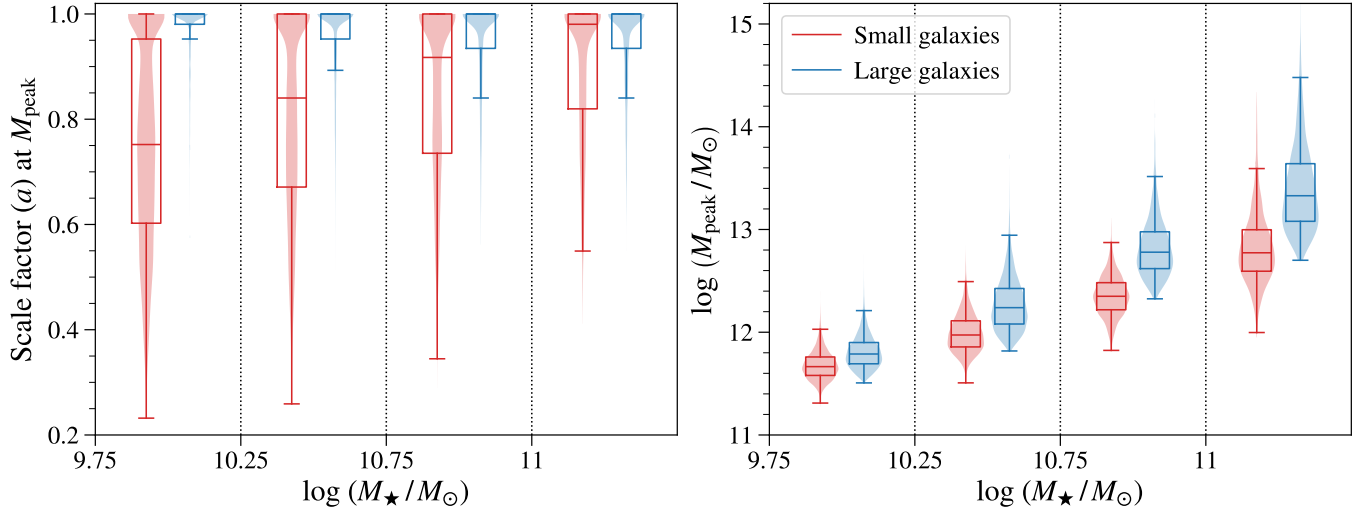 Scale factor (a) at M_peak
1.0
0.8
0.6
0.4
0.2
9.75 10.25 10.75 11
log (M★/M⊙)
log (M_peak/M⊙)
15
14
13
12
11
Small galaxies
Large galaxies
9.75 10.25 10.75 11
log (M★/M⊙)